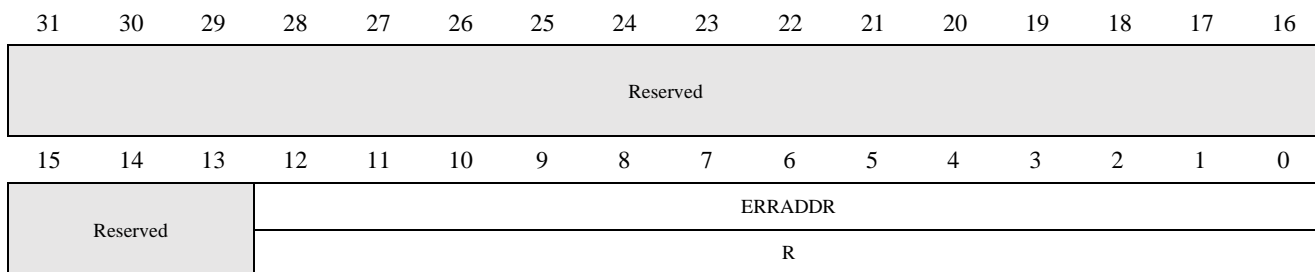 31 30 29 28 27 26 25 24 23 22 21 20 19 18 17 16
Reserved
15 14 13 12 11 10 9 8 7 6 5 4 3 2 1 0
Reserved
ERRADDR
R